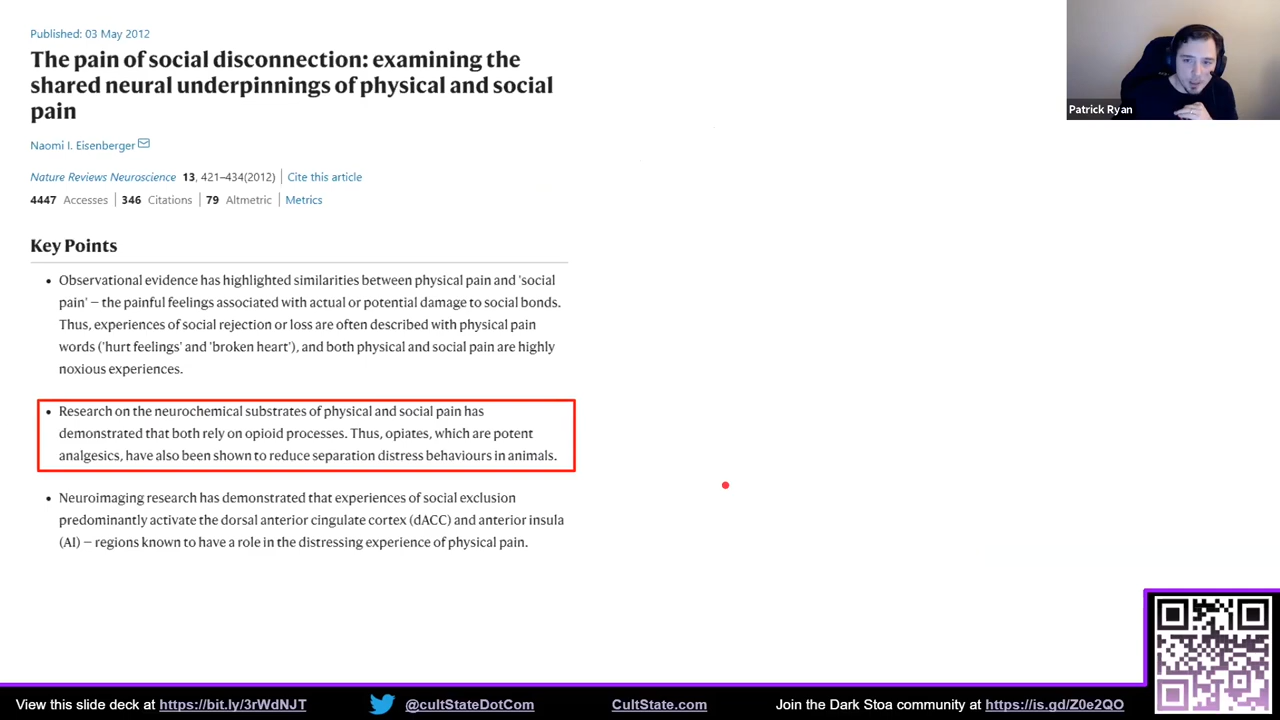 Published: 03 May 2012
The pain of social disconnection: examining the
shared neural underpinnings of physical and social
pain
Naomi I. Eisenberger
Nature Reviews Neuroscience 13, 421–434(2012) | Cite this article
4447 Accesses | 346 Citations | 79 Altmetric | Metrics
Key Points
• Observational evidence has highlighted similarities between physical pain and 'social
pain' — the painful feelings associated with actual or potential damage to social bonds.
Thus, experiences of social rejection or loss are often described with physical pain
words ('hurt feelings' and 'broken heart'), and both physical and social pain are highly
noxious experiences.
• Research on the neurochemical substrates of physical and social pain has
demonstrated that both rely on opioid processes. Thus, opiates, which are potent
analgesics, have also been shown to reduce separation distress behaviours in animals.
• Neuroimaging research has demonstrated that experiences of social exclusion
predominantly activate the dorsal anterior cingulate cortex (dACC) and anterior insula
(AI) — regions known to have a role in the distressing experience of physical pain.
Patrick Ryan
View this slide deck at https://bit.ly/3rWdNJT @cultStateDotCom CultState.com Join the Dark Stoa community at https://is.gd/Z0e2QO